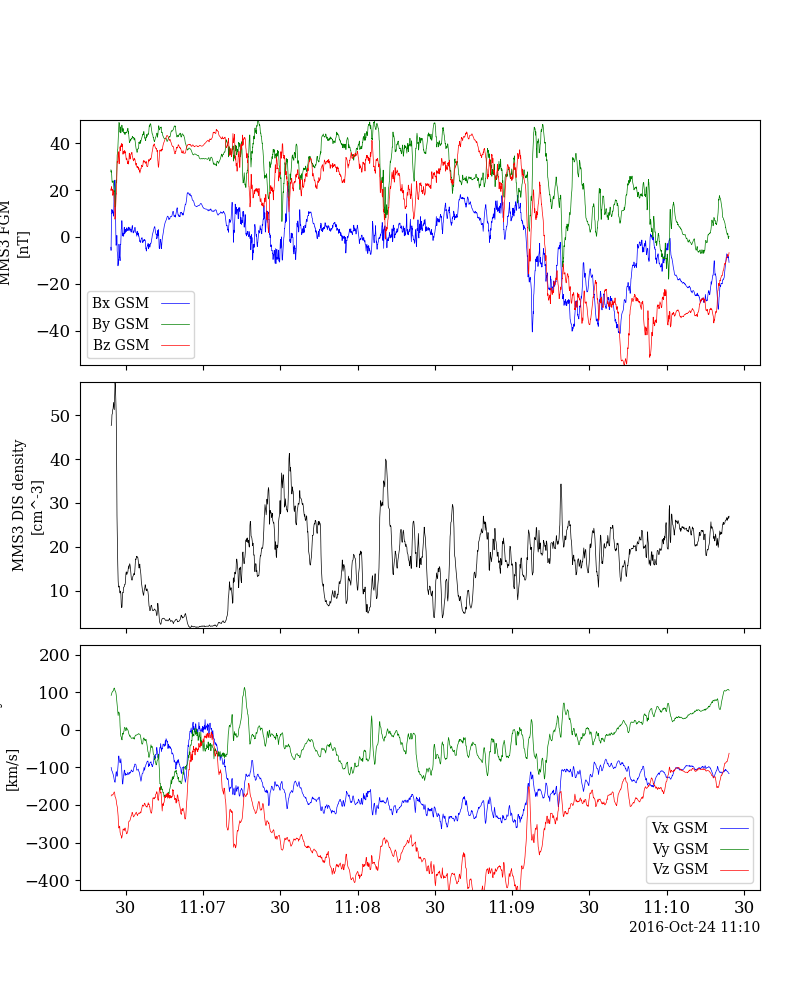 MMS3 FGM
[nT]
40
20
0
−20
−40
Bx GSM
By GSM
Bz GSM
MMS3 DIS density
[cm^-3]
50
40
30
20
10
[km/s]
200
100
0
−100
−200
−300
−400
Vx GSM
Vy GSM
Vz GSM
30
11:07
30
11:08
30
11:09
30
11:10
30
2016-Oct-24 11:10